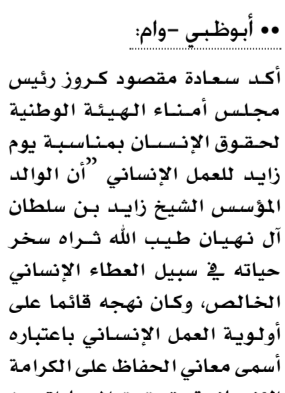 •• أبوظبي -وام:
أكد سعادة مقصود كروز رئيس
مجلس أمناء الهيئة الوطنية
لحقوق الإنسان بمناسبة يوم
زايد للعمل الإنساني ”أن الوالد
المؤسس الشيخ زايد بن سلطان
آل نهيان طيب الله ثراه سخر
حياته في سبيل العطاء الإنساني
الخالص، وكان نهجه قائما على
أولوية العمل الإنساني باعتباره
أسمى معاني الحفاظ على الكرامة